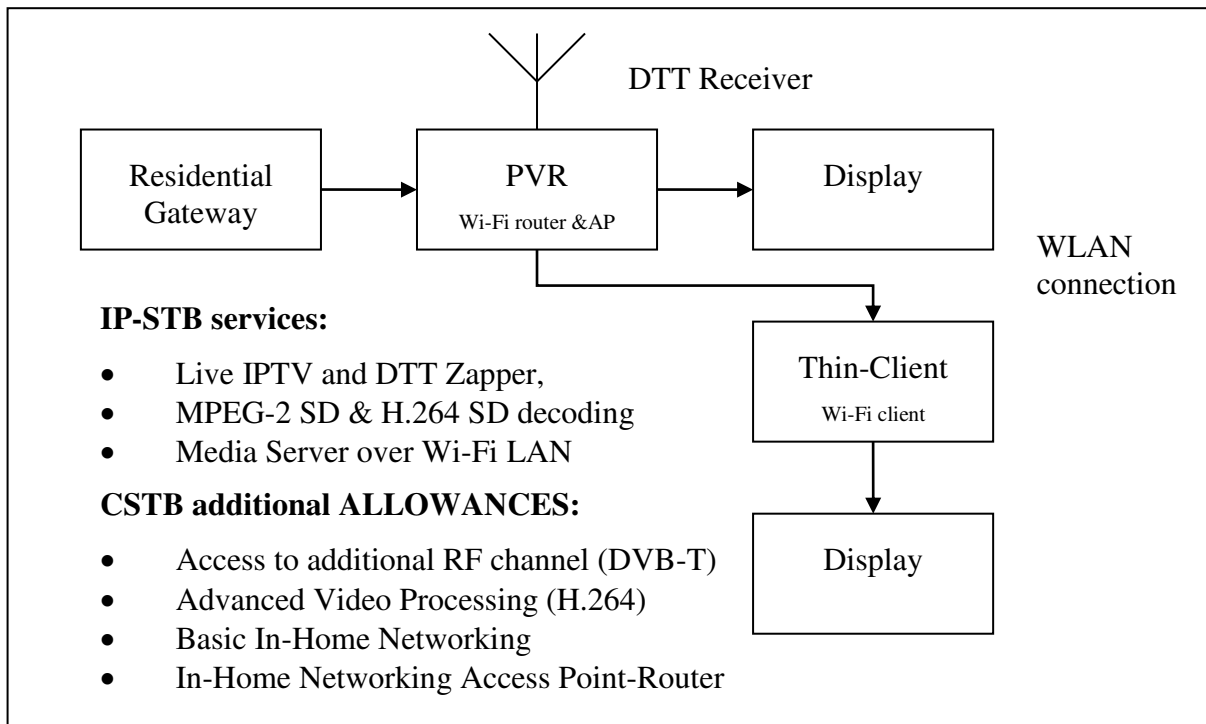 DTT Receiver
Residential
Gateway
PVR
Wi-Fi router &AP
Display
WLAN
connection
IP-STB services:
• Live IPTV and DTT Zapper,
• MPEG-2 SD & H.264 SD decoding
• Media Server over Wi-Fi LAN
Thin-Client
Wi-Fi client
CSTB additional ALLOWANCES:
• Access to additional RF channel (DVB-T)
• Advanced Video Processing (H.264)
• Basic In-Home Networking
• In-Home Networking Access Point-Router
Display